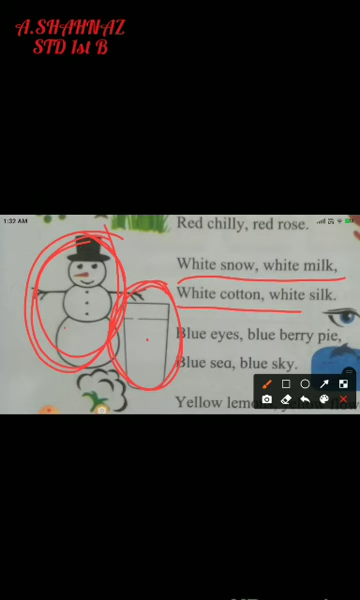 A.SHAHNAZ
STD 1st B
1:32 AM
Red chilly, red rose.
White snow, white milk,
White cotton, white silk.
Blue eyes, blue berry pie,
Blue sea, blue sky.
Yellow